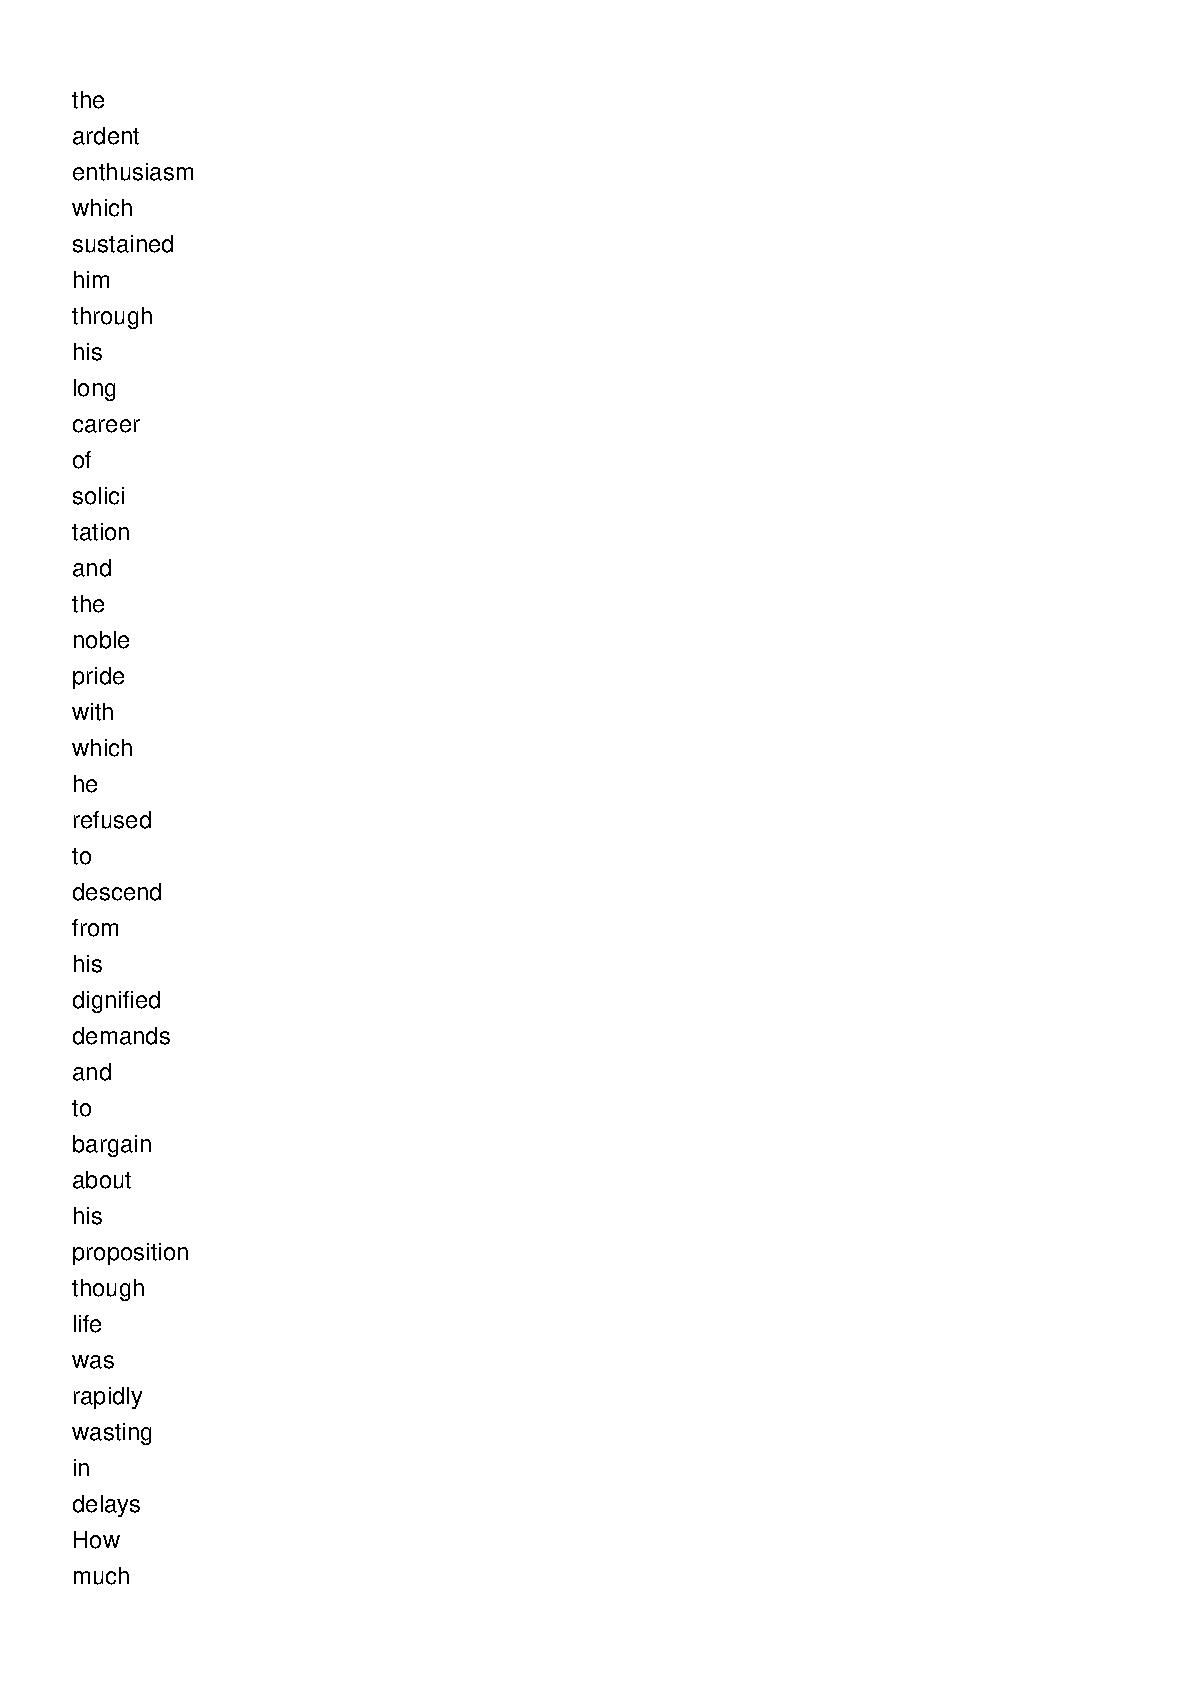 the
ardent
enthusiasm
which
sustained
him
through
his
long
career
of
solici
tation
and
the
noble
pride
with
which
he
refused
to
descend
from
his
dignified
demands
and
to
bargain
about
his
proposition
though
life
was
rapidly
wasting
in
delays
How
much